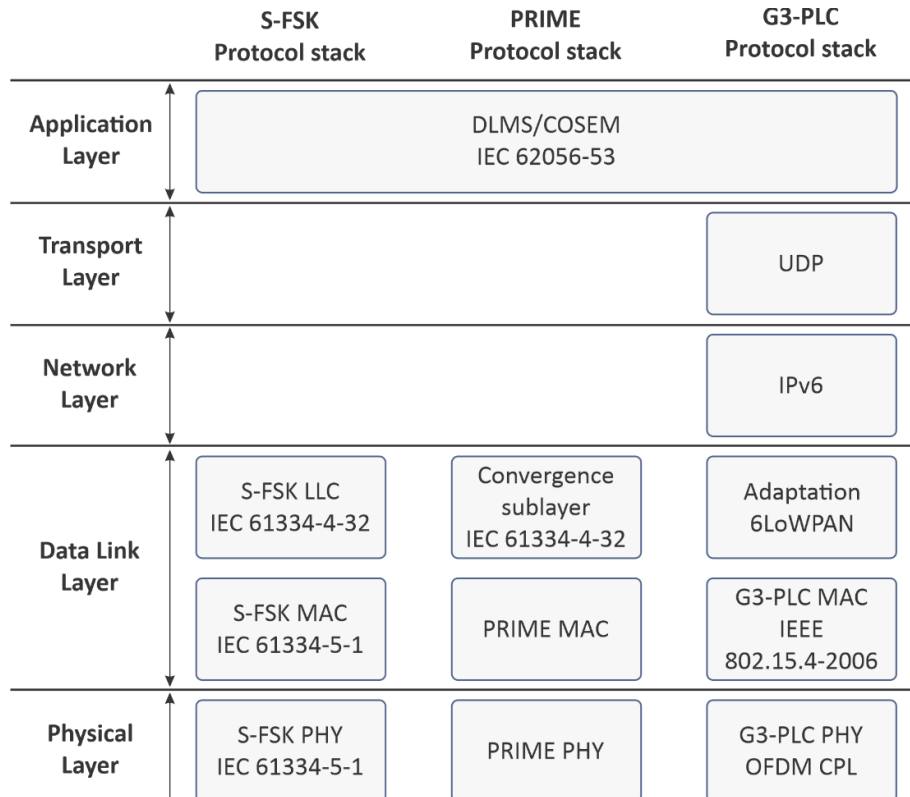 S-FSK
Protocol stack
PRIME
Protocol stack
G3-PLC
Protocol stack
Application
Layer
DLMS/COSEM
IEC 62056-53
Transport
Layer
UDP
Network
Layer
IPv6
Data Link
Layer
S-FSK LLC
IEC 61334-4-32
Convergence
sublayer
IEC 61334-4-32
Adaptation
6LoWPAN
S-FSK MAC
IEC 61334-5-1
PRIME MAC
G3-PLC MAC
IEEE
802.15.4-2006
Physical
Layer
S-FSK PHY
IEC 61334-5-1
PRIME PHY
G3-PLC PHY
OFDM CPL